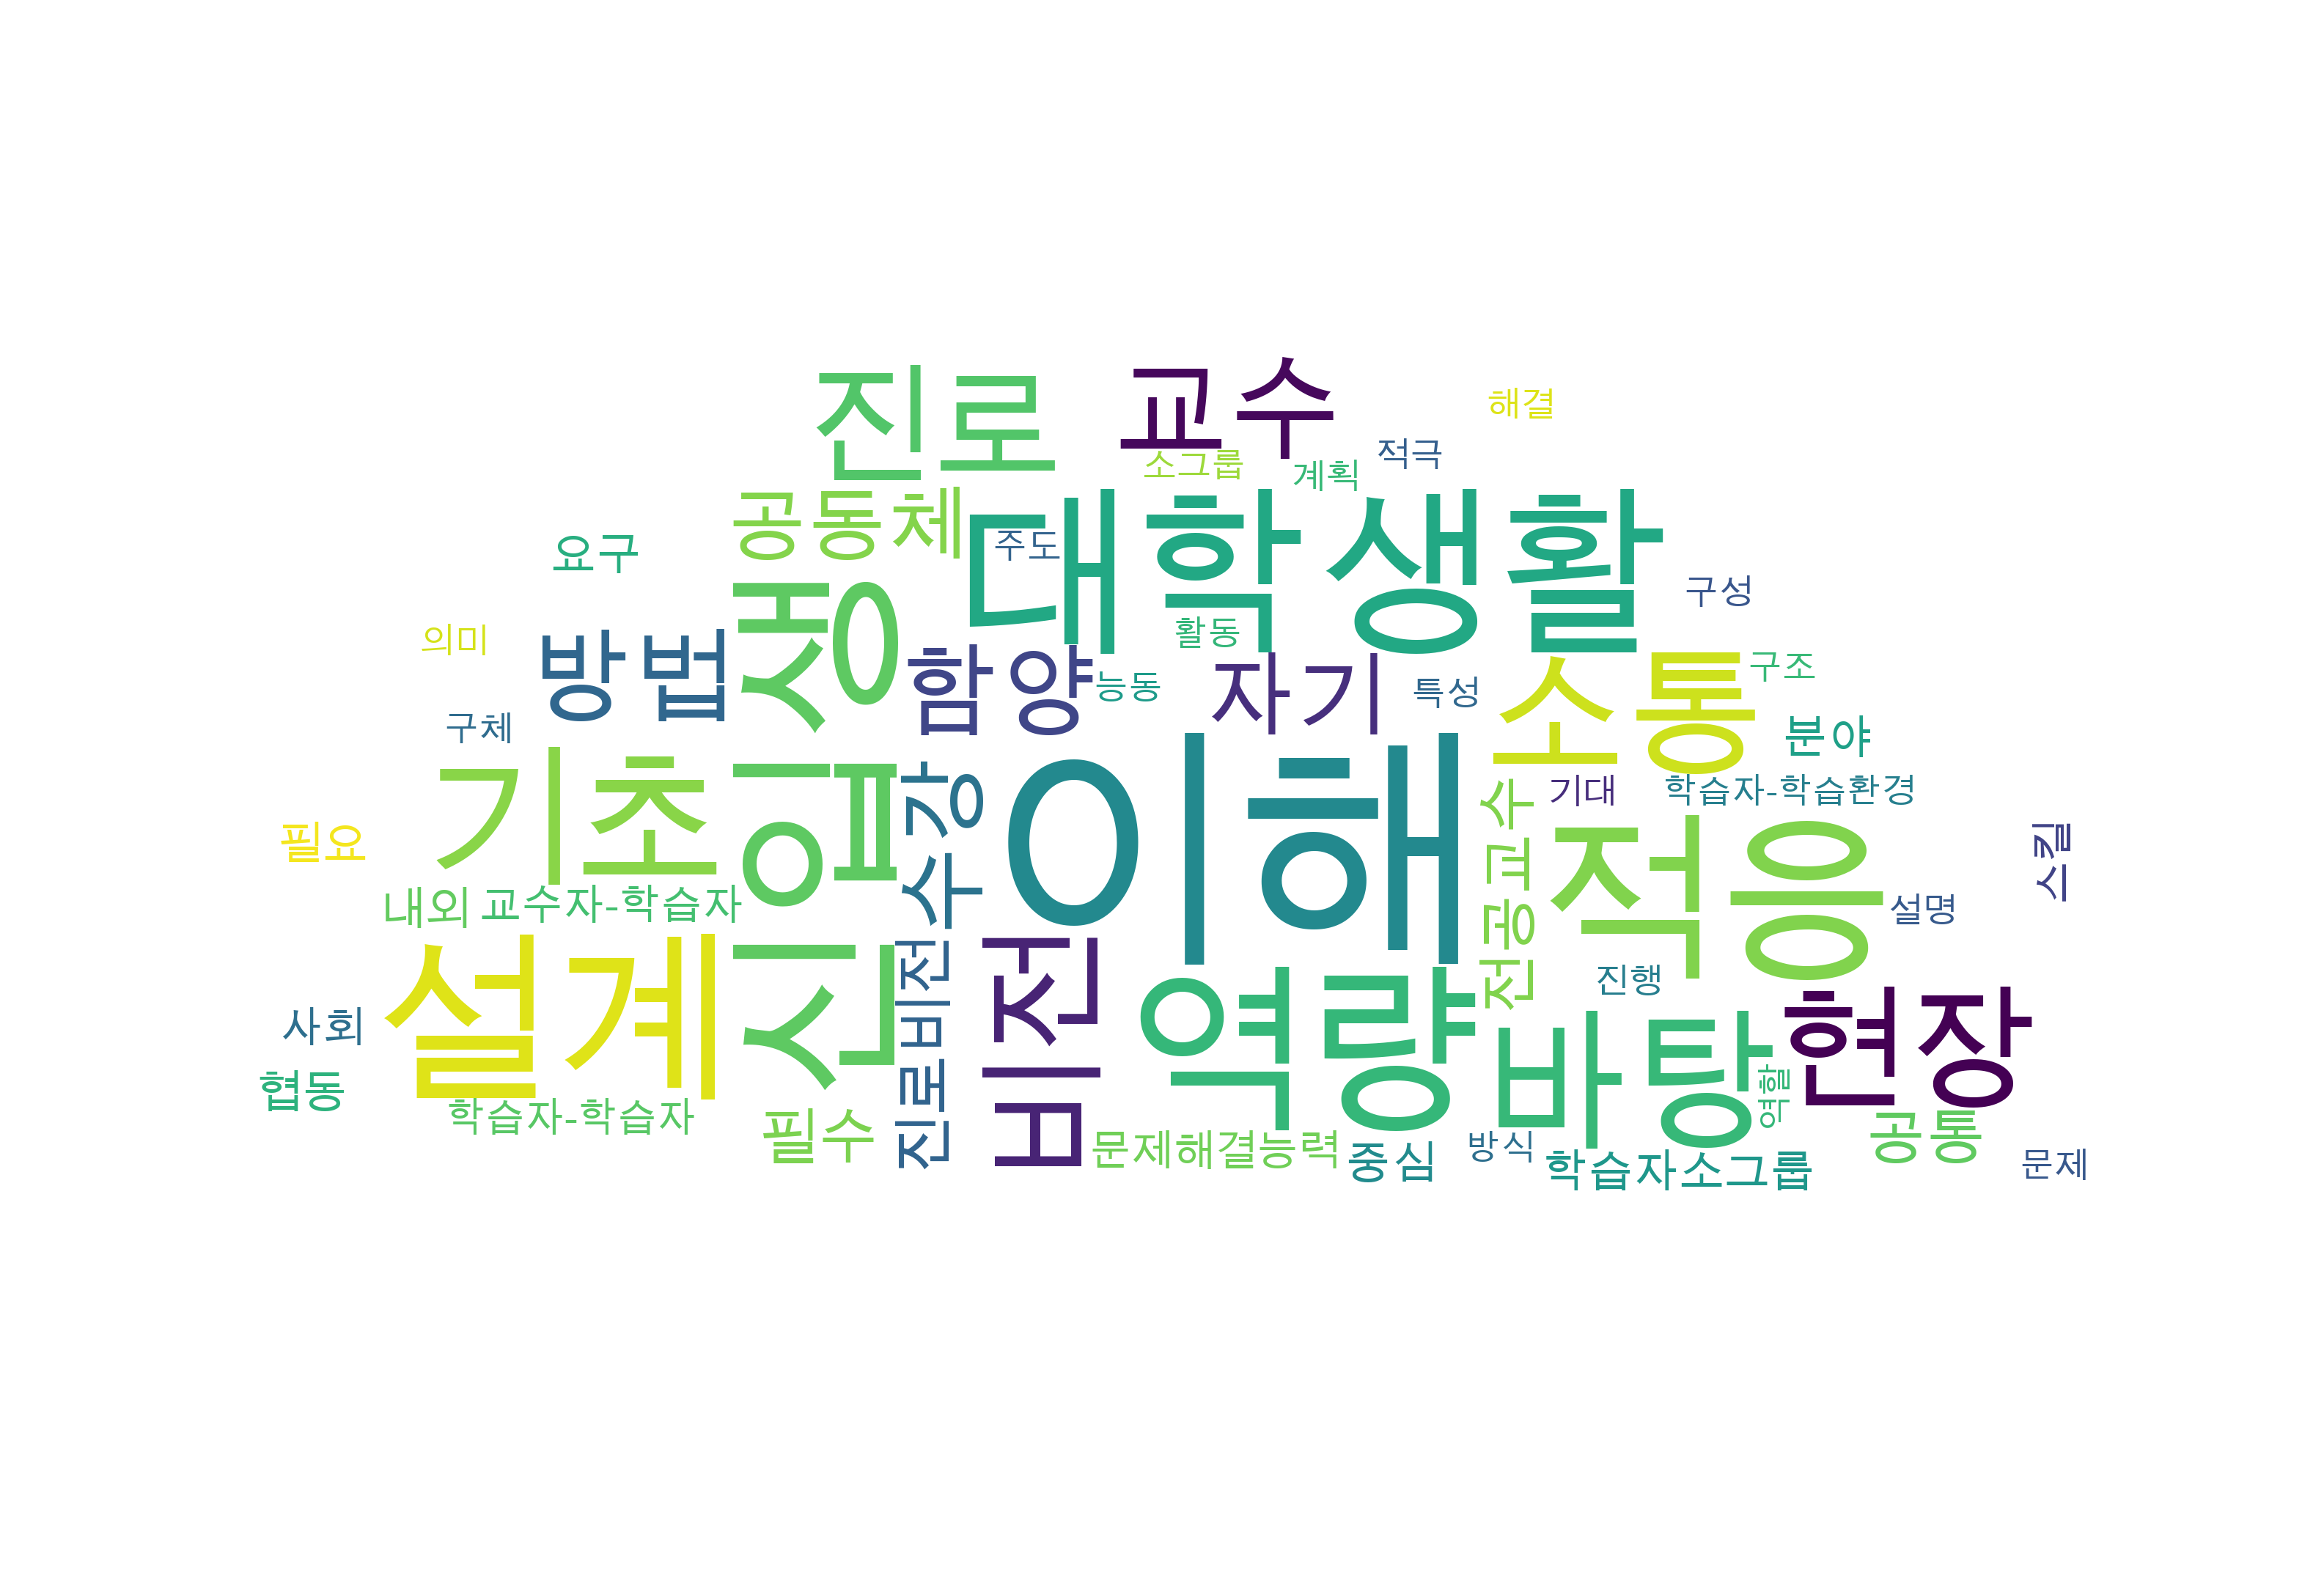 진로
교수
해결
소그룹
계획
적극
공동체
대학생활
주도
요구
구성
활동
의미
방법
신입생
함양
능동
자기
특성
소통
구조
구체
분야
기초
수강
이해
전공교수
기대
학습자-학습환경
필요
적응
스킬
내외
교수자-학습자
설명
설계
진로비전
비전
역량
진행
현장
사회
바탕
역할
협동
학습자-학습자
필수
문제해결능력
중심
방식
학습자소그룹
공통
문제